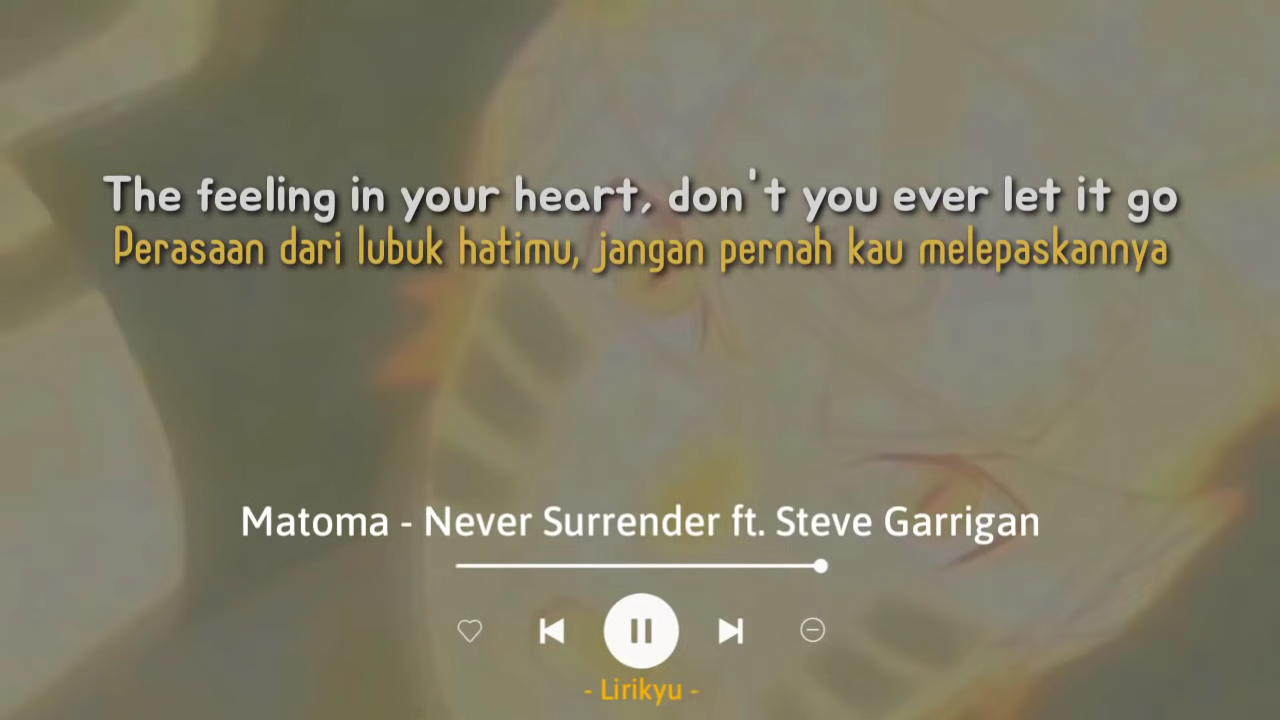 The feeling in your heart, don't you ever let it go
Perasaan dari lubuk hatimu, jangan pernah kau melepaskannya
Matoma - Never Surrender ft. Steve Garrigan
- Lirikyu -